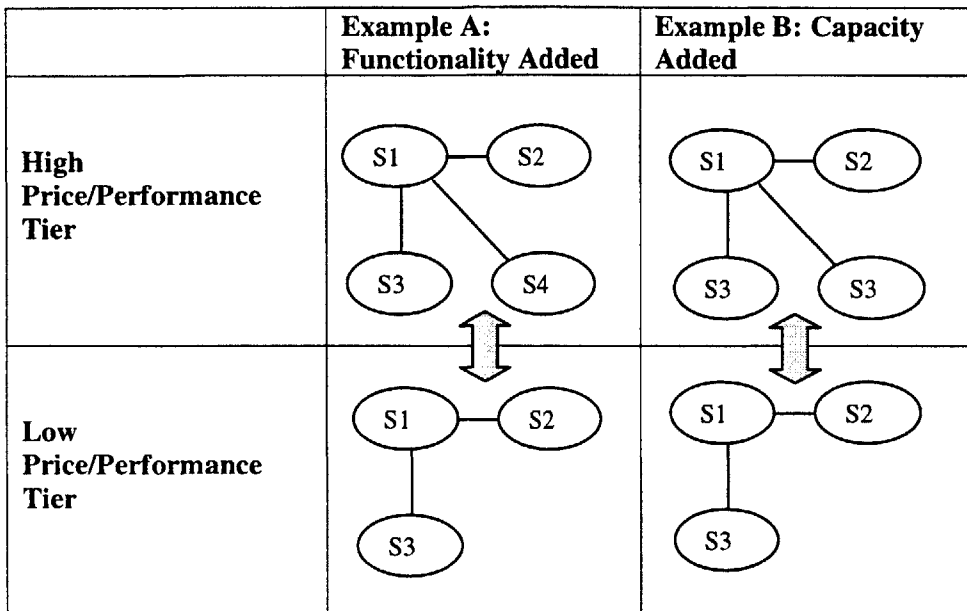 Example A:
Functionality Added
Example B: Capacity
Added
High
Price/Performance
Tier
S1
S2
S3
S4
S1
S2
S3
S3
Low
Price/Performance
Tier
S1
S2
S3
S1
S2
S3